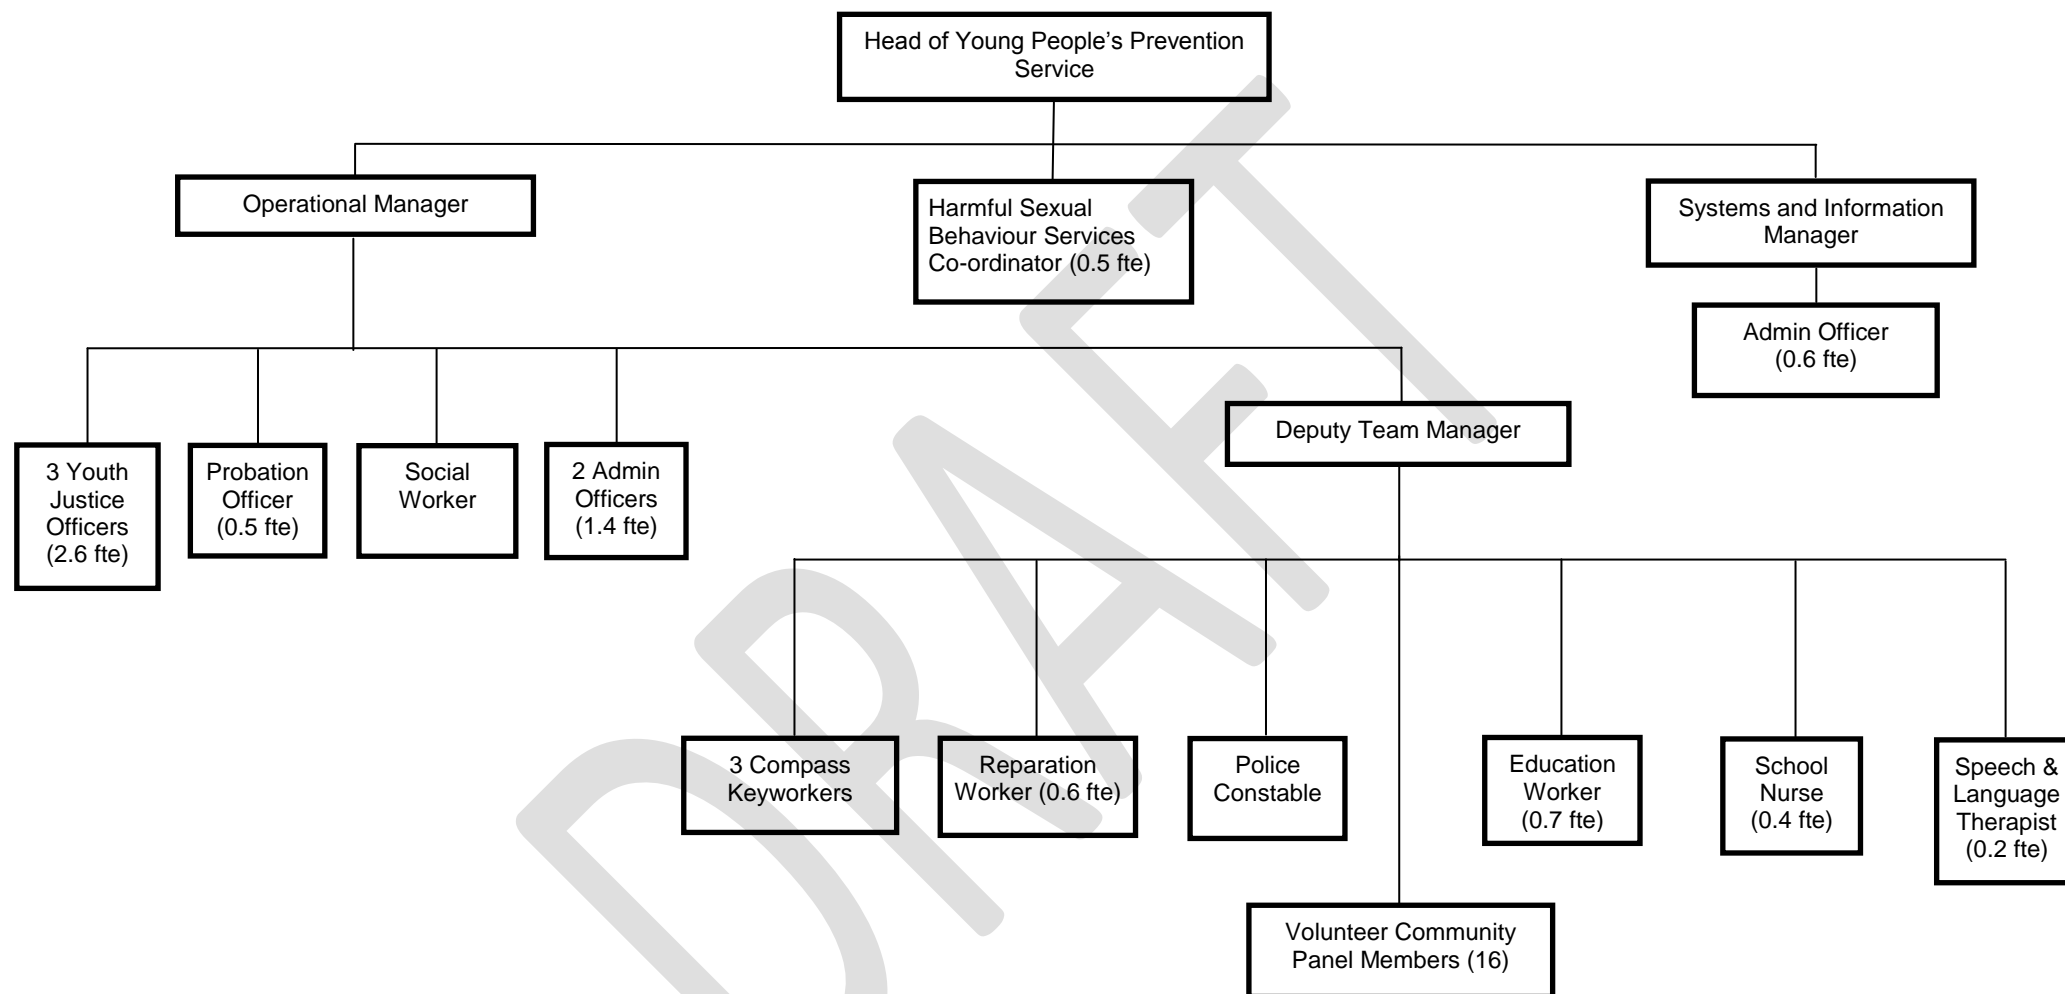 Head of Young People’s Prevention
Service
Operational Manager
Harmful Sexual
Behaviour Services
Co-ordinator (0.5 fte)
Systems and Information
Manager
Admin Officer
(0.6 fte)
Deputy Team Manager
3 Youth
Justice
Officers
(2.6 fte)
Probation
Officer
(0.5 fte)
Social
Worker
2 Admin
Officers
(1.4 fte)
3 Compass
Keyworkers
Reparation
Worker (0.6 fte)
Police
Constable
Education
Worker
(0.7 fte)
School
Nurse
(0.4 fte)
Speech &
Language
Therapist
(0.2 fte)
Volunteer Community
Panel Members (16)
DRAFT